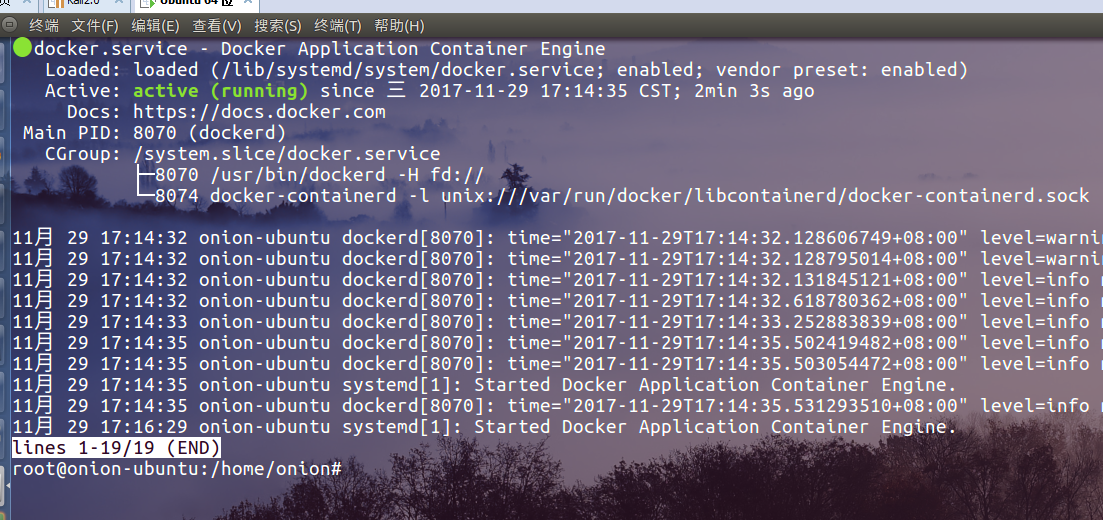 Kali2.0 Ubuntu 64
终端 文件(F) 编辑(E) 查看(V) 搜索(S) 终端(T) 帮助(H)
●docker.service - Docker Application Container Engine
Loaded: loaded (/lib/systemd/system/docker.service; enabled; vendor preset: enabled)
Active: active (running) since 三 2017-11-29 17:14:35 CST; 2min 3s ago
Docs: https://docs.docker.com
Main PID: 8070 (dockerd)
CGroup: /system.slice/docker.service
├─8070 /usr/bin/dockerd -H fd://
└─8074 docker-containerd -l unix:///var/run/docker/libcontainerd/docker-containerd.sock
11月 29 17:14:32 onion-ubuntu dockerd[8070]: time="2017-11-29T17:14:32.128606749+08:00" level=warnin
11月 29 17:14:32 onion-ubuntu dockerd[8070]: time="2017-11-29T17:14:32.128795014+08:00" level=warnin
11月 29 17:14:32 onion-ubuntu dockerd[8070]: time="2017-11-29T17:14:32.131845121+08:00" level=info
11月 29 17:14:32 onion-ubuntu dockerd[8070]: time="2017-11-29T17:14:32.618780362+08:00" level=info
11月 29 17:14:33 onion-ubuntu dockerd[8070]: time="2017-11-29T17:14:33.252883839+08:00" level=info
11月 29 17:14:35 onion-ubuntu dockerd[8070]: time="2017-11-29T17:14:35.502419482+08:00" level=info
11月 29 17:14:35 onion-ubuntu dockerd[8070]: time="2017-11-29T17:14:35.503054472+08:00" level=info
11月 29 17:14:35 onion-ubuntu systemd[1]: Started Docker Application Container Engine.
11月 29 17:14:35 onion-ubuntu dockerd[8070]: time="2017-11-29T17:14:35.531293510+08:00" level=info
11月 29 17:16:29 onion-ubuntu systemd[1]: Started Docker Application Container Engine.
lines 1-19/19 (END)
root@onion-ubuntu:/home/onion#